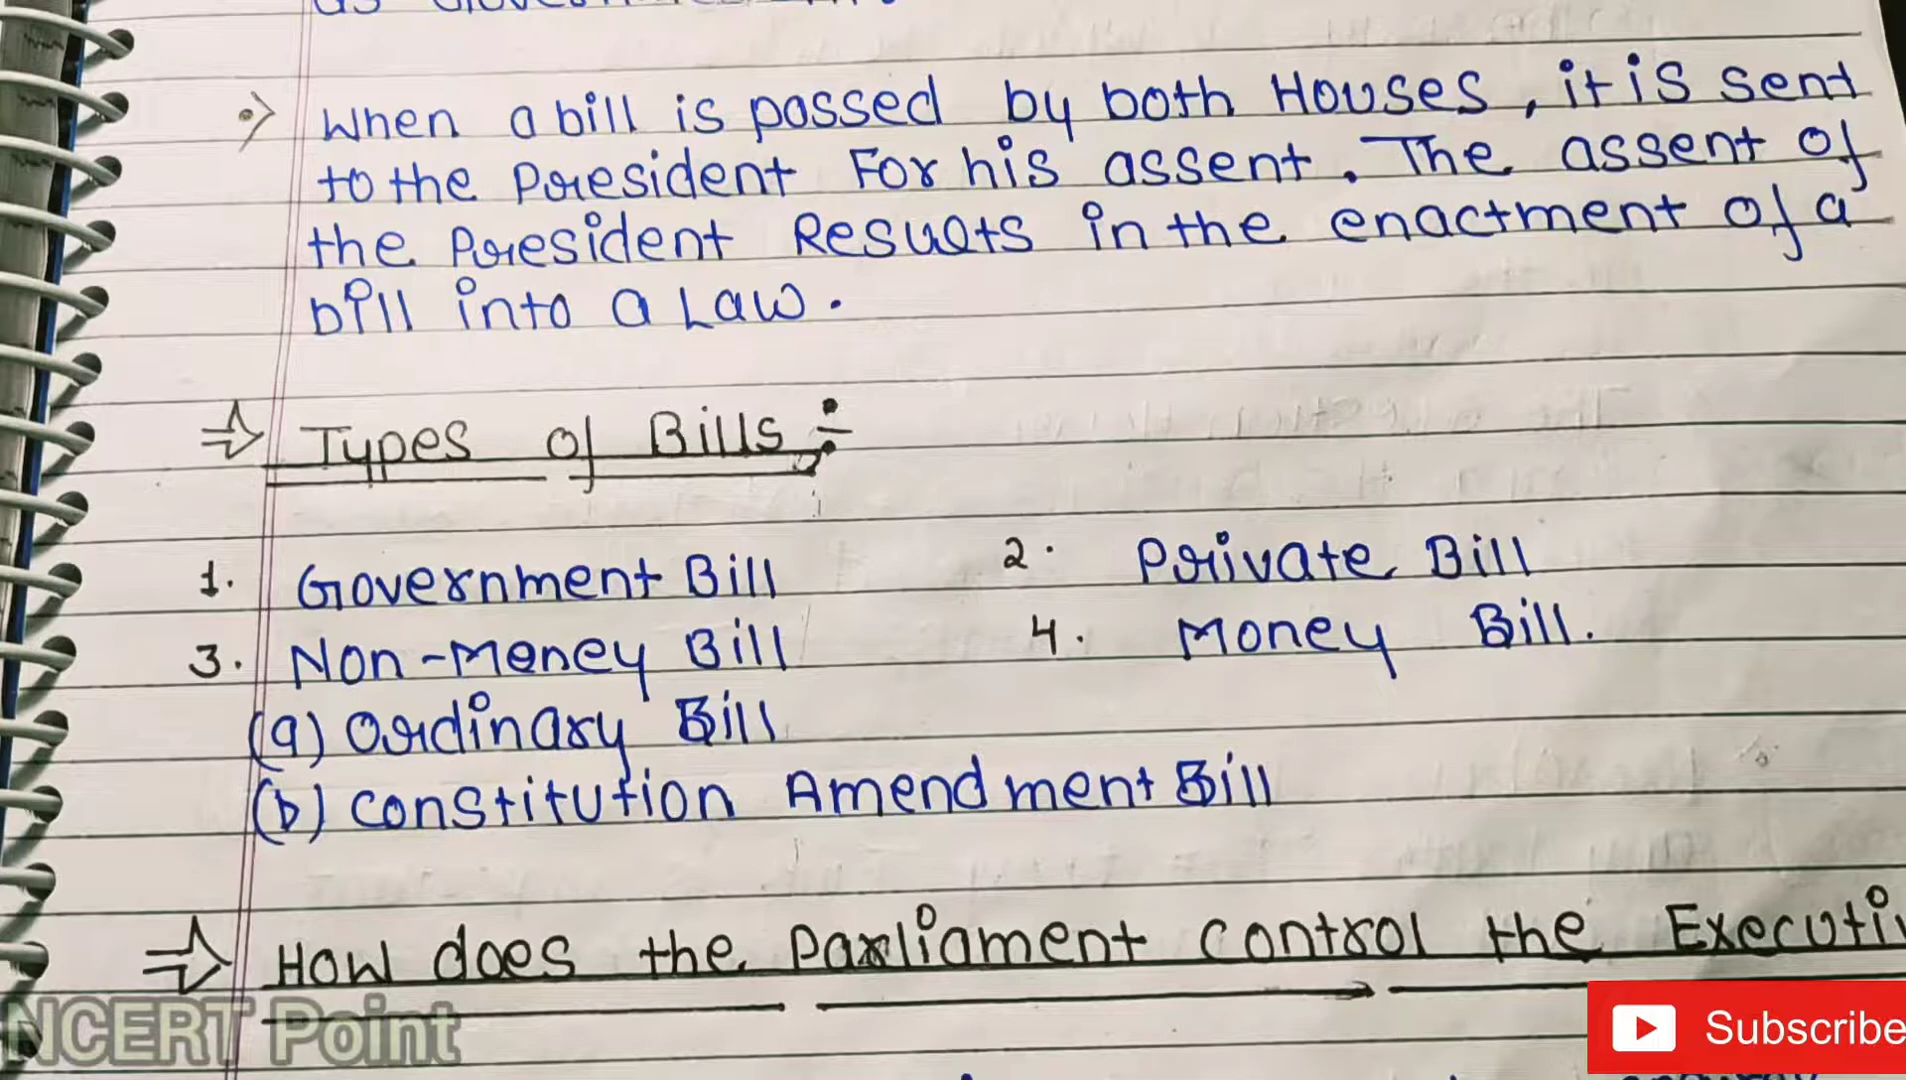 When a bill is passed by both Houses, it is sent
to the President For his assent. The assent of
the President Results in the enactment of a
bill into a Law.
Types of Bills:
1. Government Bill 2. Private Bill
3. Non-Money Bill 4. Money Bill.
(a) Ordinary Bill
(b) Constitution Amendment Bill
How does the Parliament Control the Executi
NCERT Point
Subscribe